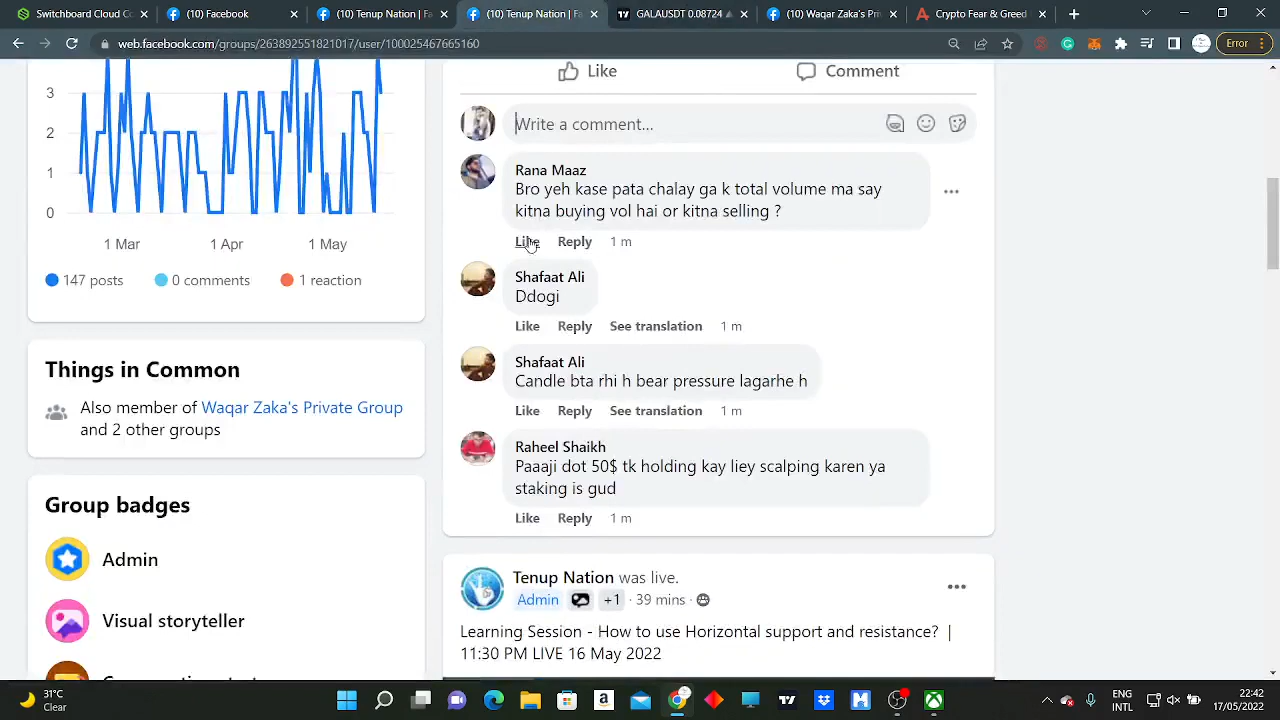 Switchboard Cloud Co
(10) Facebook
(10) Tenup Nation | Fa
(10) Tenup Nation | Fa
GALAUSDT 0.08724
(10) Waqar Zaka's Pri
Crypto Fear & Greed
web.facebook.com/groups/263892551821017/user/100025467665160
Error
3
2
1
0
1 Mar
1 Apr
1 May
147 posts
0 comments
1 reaction
Things in Common
Also member of Waqar Zaka's Private Group
and 2 other groups
Group badges
Admin
Visual storyteller
Like
Comment
Write a comment...
Rana Maaz
Bro yeh kase pata chalay ga k total volume ma say
kitna buying vol hai or kitna selling ?
Like Reply 1 m
Shafaat Ali
Ddogi
Like Reply See translation 1 m
Shafaat Ali
Candle bta rhi h bear pressure lagarhe h
Like Reply See translation 1 m
Raheel Shaikh
Paaaji dot 50$ tk holding kay liey scalping karen ya
staking is gud
Like Reply 1 m
Tenup Nation was live.
Admin +1 · 39 mins ·
Learning Session - How to use Horizontal support and resistance? |
11:30 PM LIVE 16 May 2022
31°C
Clear
ENG
INTL
22:42
17/05/2022